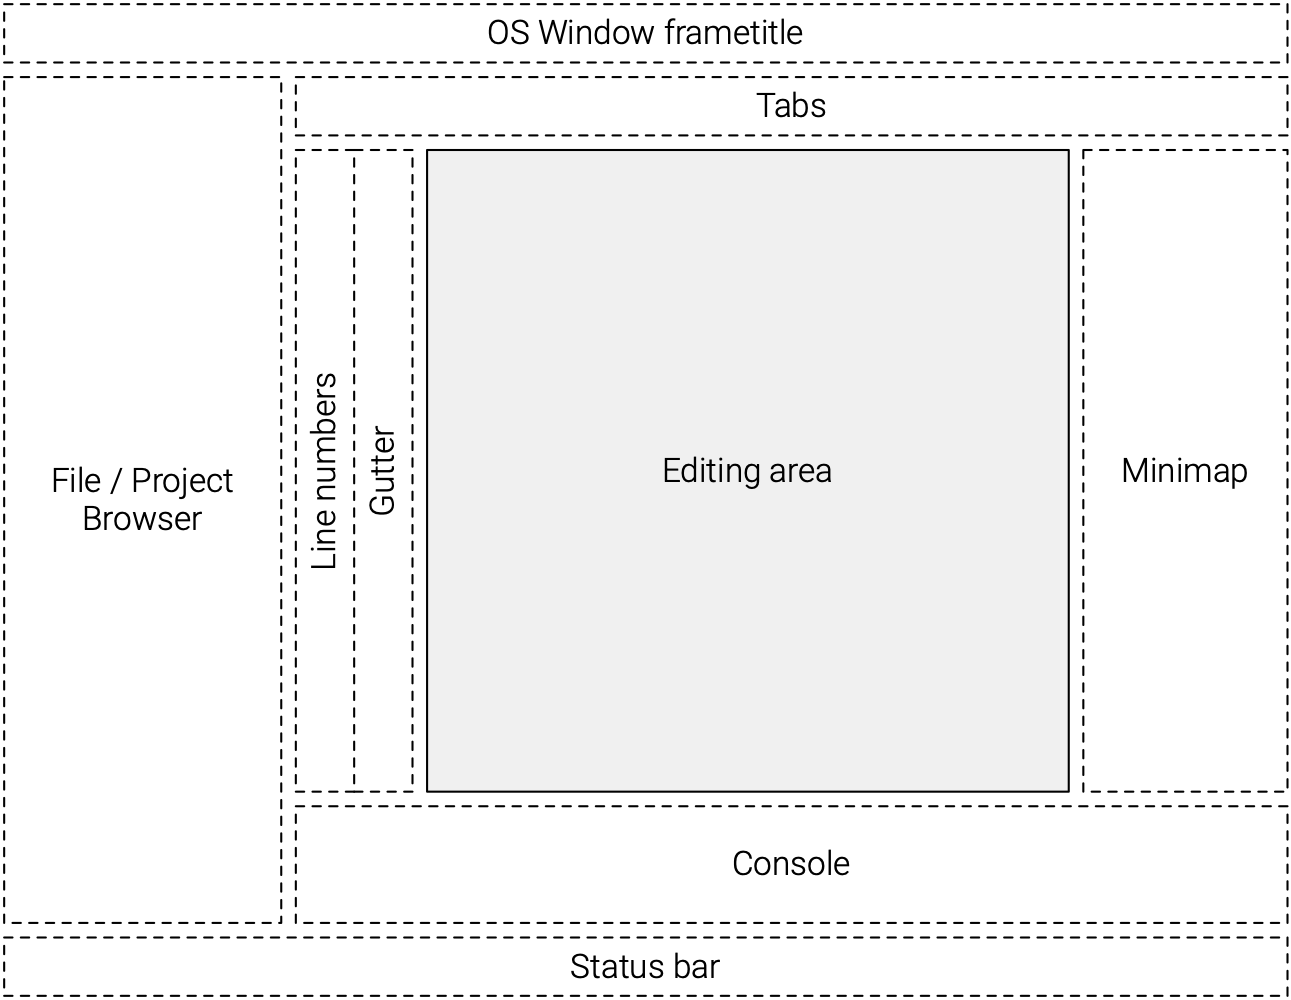 OS Window frametitle
Tabs
File / Project
Browser
Line numbers
Gutter
Editing area
Minimap
Console
Status bar